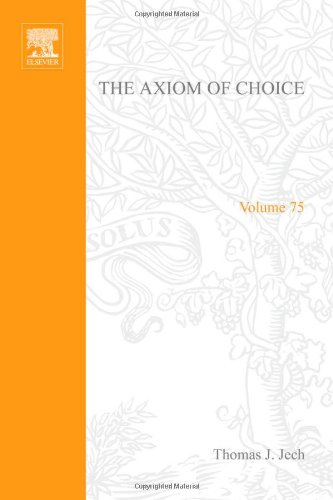 Copyrighted Material
ELSEVIER
THE AXIOM OF CHOICE
Volume 75
SOLUS
Thomas J. Jech
Copyrighted Material